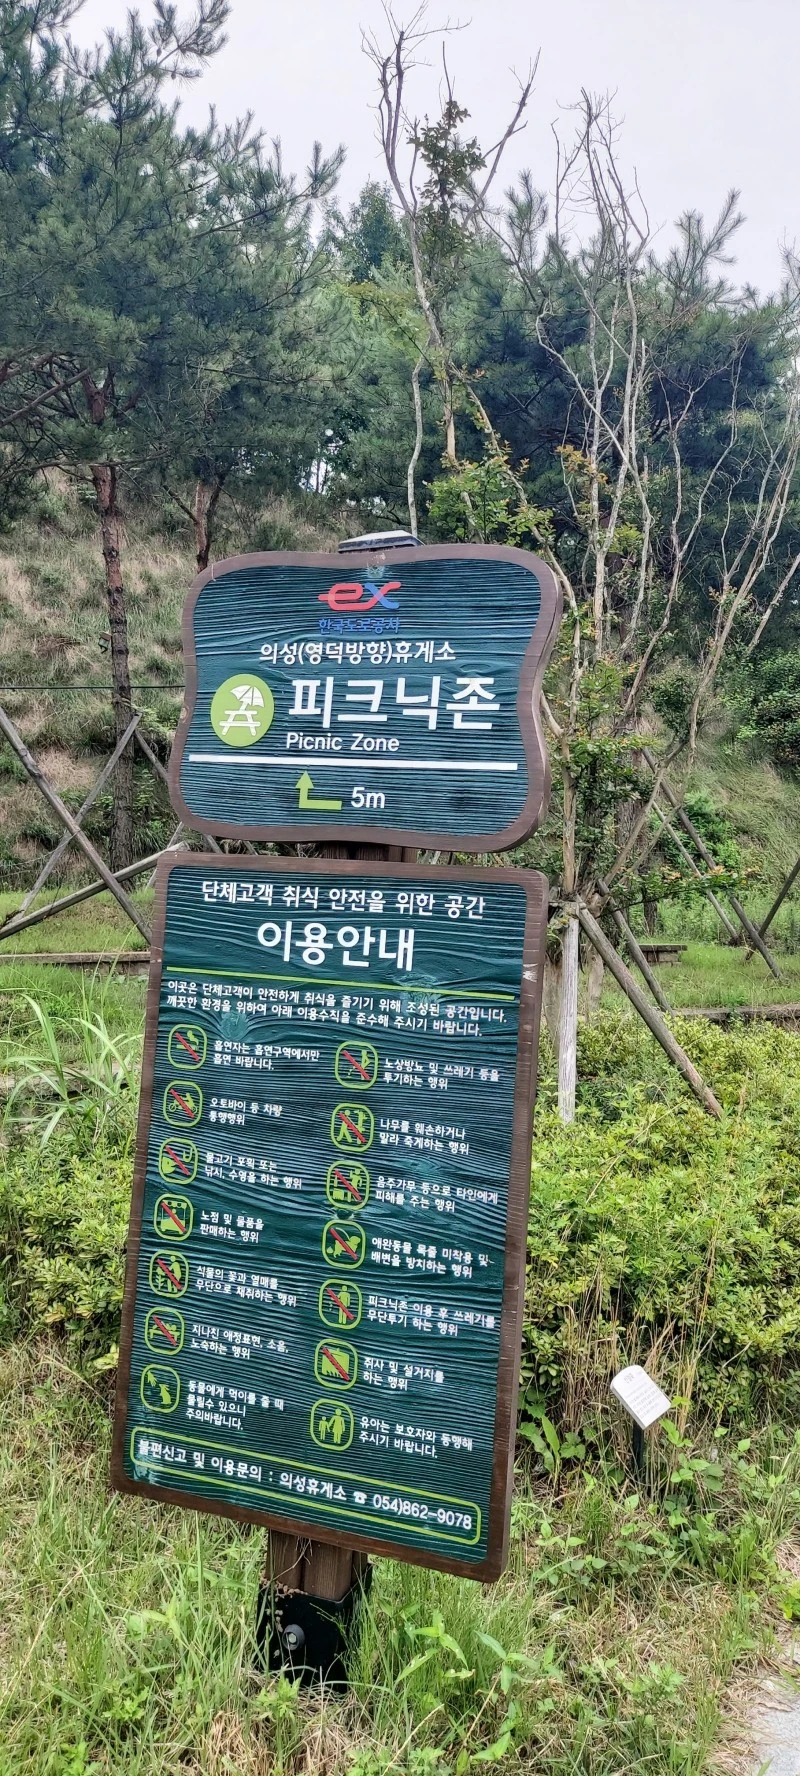 ex
한국도로공사
의성(영덕방향)휴게소
피크닉존
Picnic Zone
5m
단체고객 취식 안전을 위한 공간
이용안내
이곳은 단체고객이 안전하게 취식을 즐기기 위해 조성된 공간입니다.
깨끗한 환경을 위하여 아래 이용수칙을 준수해 주시기 바랍니다.
흡연자는 흡연구역에서만
흡연 바랍니다.
오토바이 등 차량
통행행위
물고기 포획 또는
낚시, 수영을 하는 행위
노점 및 물품을
판매하는 행위
식물의 꽃과 열매를
무단으로 채취하는 행위
지나친 애정표현, 소음,
노숙하는 행위
동물에게 먹이를 줄 때
물릴수 있으니
주의바랍니다.
노상방뇨 및 쓰레기 등을
투기하는 행위
나무를 훼손하거나
말라 죽게하는 행위
음주가무 등으로 타인에게
피해를 주는 행위
애완동물 목줄 미착용 및
배변을 방치하는 행위
피크닉존 이용 후 쓰레기를
무단투기 하는 행위
취사 및 설거지를
하는 행위
유아는 보호자와 동행해
주시기 바랍니다.
불편신고 및 이용문의 : 의성휴게소 ☎ 054)862-9078